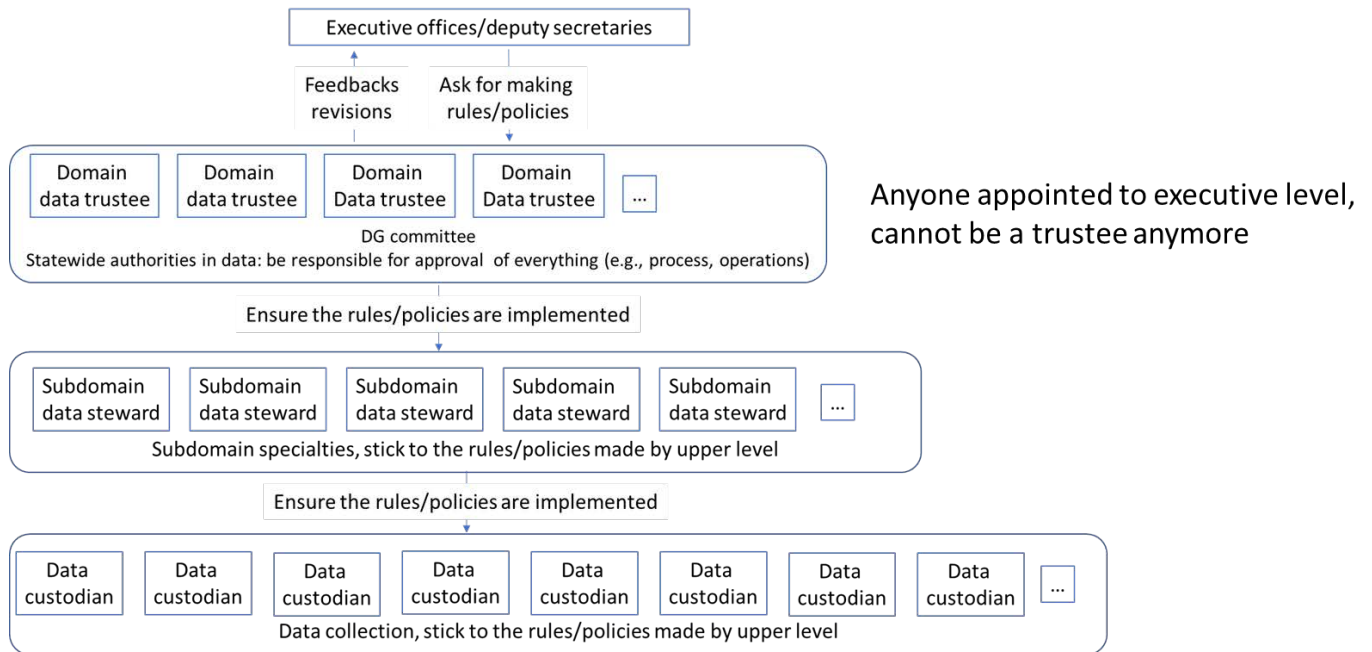 Executive offices/deputy secretaries
Feedbacks
revisions
Ask for making
rules/policies
Domain
data trustee
Domain
data trustee
Domain
Data trustee
Domain
Data trustee
...
DG committee
Statewide authorities in data: be responsible for approval of everything (e.g., process, operations)
Anyone appointed to executive level,
cannot be a trustee anymore
Ensure the rules/policies are implemented
Subdomain
data steward
Subdomain
data steward
Subdomain
data steward
Subdomain
data steward
Subdomain
data steward
...
Subdomain specialties, stick to the rules/policies made by upper level
Ensure the rules/policies are implemented
Data
custodian
Data
custodian
Data
custodian
Data
custodian
Data
custodian
Data
custodian
Data
custodian
Data
custodian
...
Data collection, stick to the rules/policies made by upper level